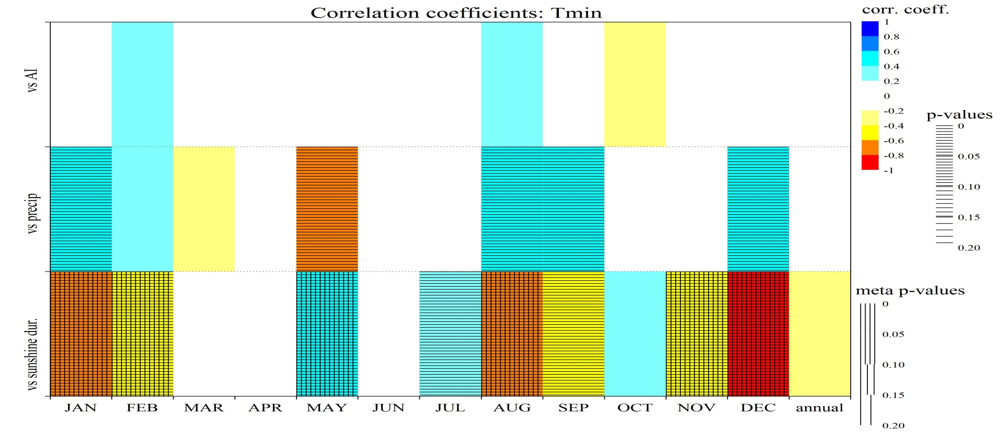 Correlation coefficients: Tmin
corr. coeff.
1
0.8
0.6
0.4
0.2
0
-0.2
-0.4
-0.6
-0.8
-1
p-values
0
0.05
0.10
0.15
0.20
meta p-values
0
0.05
0.10
0.15
0.20
vs AI
vs precip
vs sunshine dur.
JAN FEB MAR APR MAY JUN JUL AUG SEP OCT NOV DEC annual